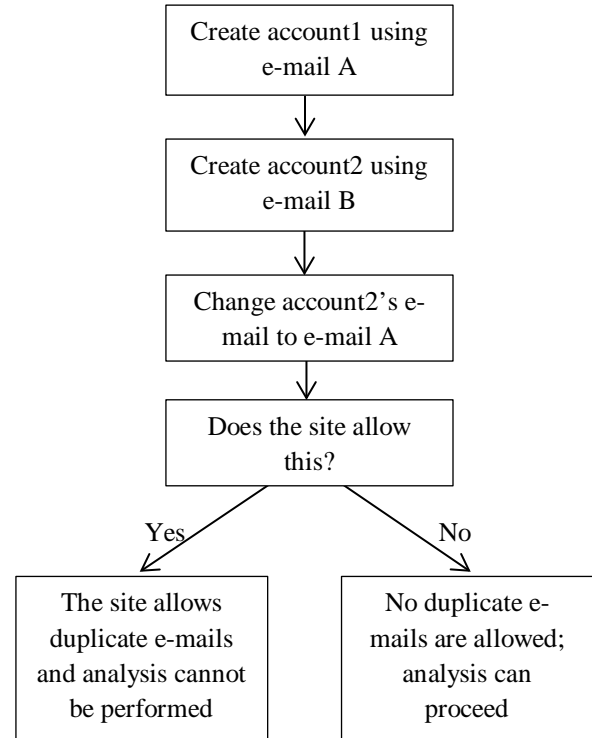 Create account1 using
e-mail A
Create account2 using
e-mail B
Change account2’s e-
mail to e-mail A
Does the site allow
this?
Yes
No
The site allows
duplicate e-mails
and analysis cannot
be performed
No duplicate e-
mails are allowed;
analysis can
proceed